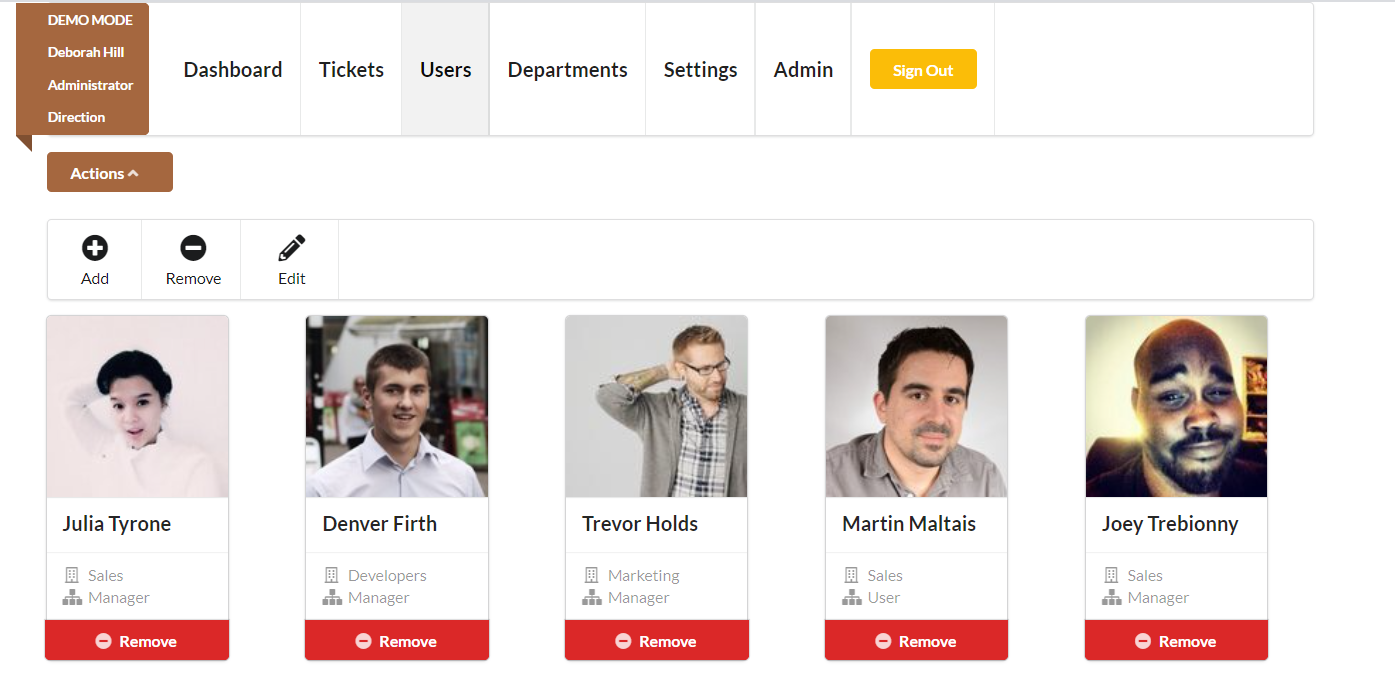 DEMO MODE
Deborah Hill
Administrator
Direction
Dashboard
Tickets
Users
Departments
Settings
Admin
Sign Out
Actions
Add
Remove
Edit
Julia Tyrone
Sales
Manager
Remove
Denver Firth
Developers
Manager
Remove
Trevor Holds
Marketing
Manager
Remove
Martin Maltais
Sales
User
Remove
Joey Trebionny
Sales
Manager
Remove